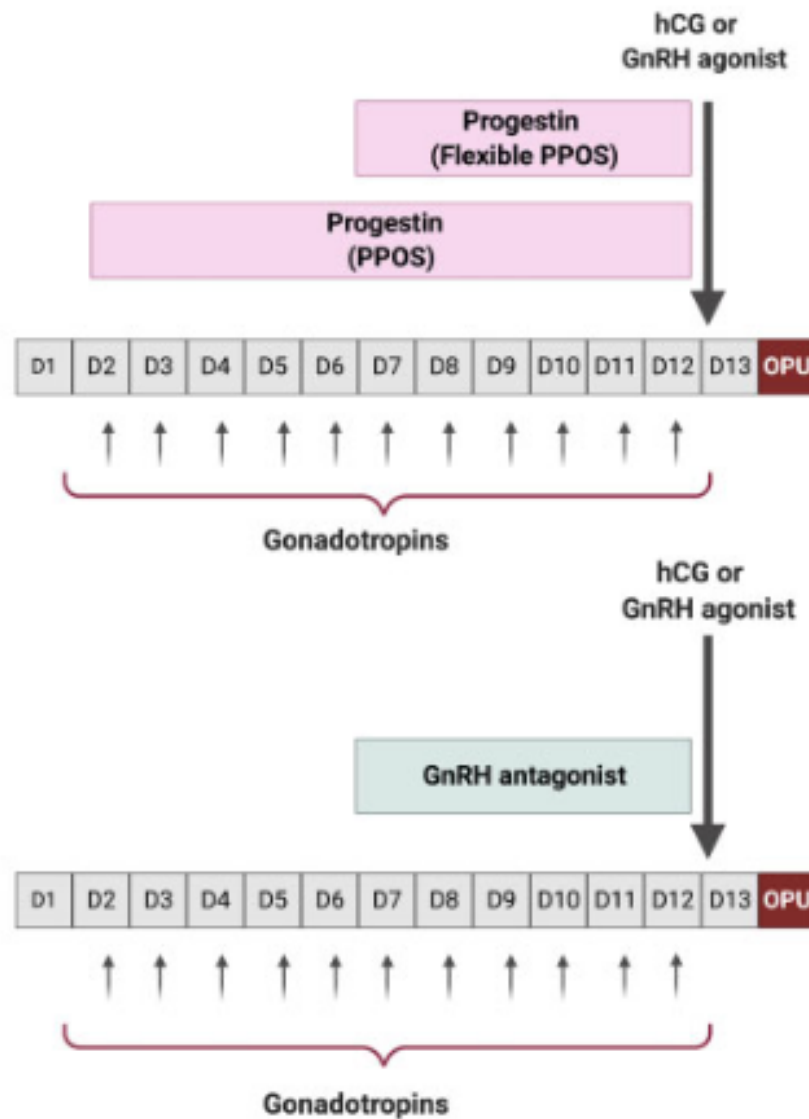 hCG or
GnRH agonist
Progestin
(Flexible PPOS)
Progestin
(PPOS)
D1 D2 D3 D4 D5 D6 D7 D8 D9 D10 D11 D12 D13 OPU
Gonadotropins
hCG or
GnRH agonist
GnRH antagonist
D1 D2 D3 D4 D5 D6 D7 D8 D9 D10 D11 D12 D13 OPU
Gonadotropins